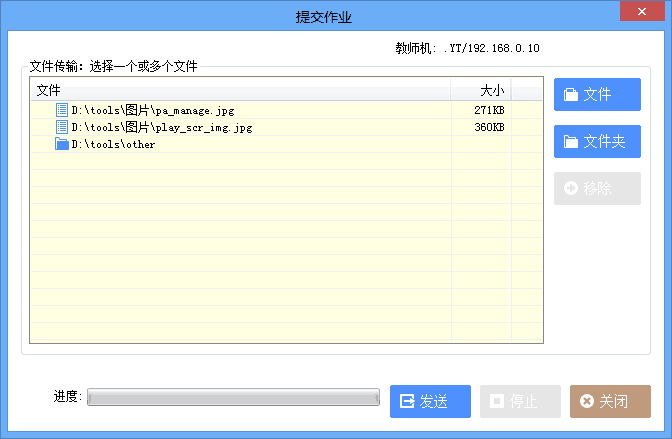 提交作业
教师机: .YT/192.168.0.10
文件传输: 选择一个或多个文件
文件 大小
D:\tools\图片\pa_manage.jpg 271KB
D:\tools\图片\play_scr_img.jpg 360KB
D:\tools\other
文件
文件夹
移除
进度:
发送
停止
关闭